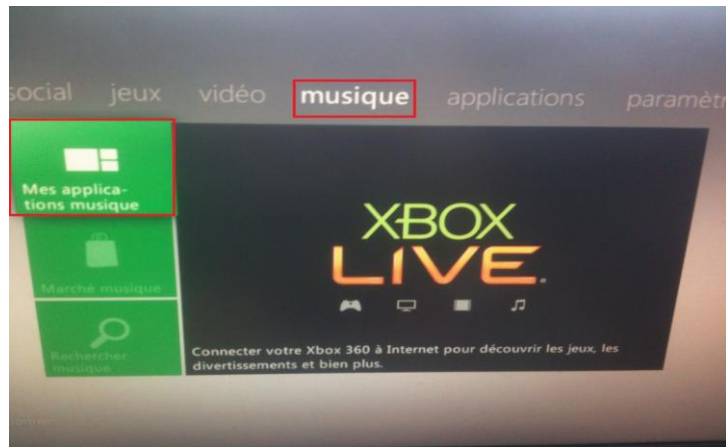 social jeux vidéo musique applications paramètr
Mes applica-
tions musique
Marché musique
Rechercher
musique
XBOX
LIVE.
Connecter votre Xbox 360 à Internet pour découvrir les jeux, les
divertissements et bien plus.